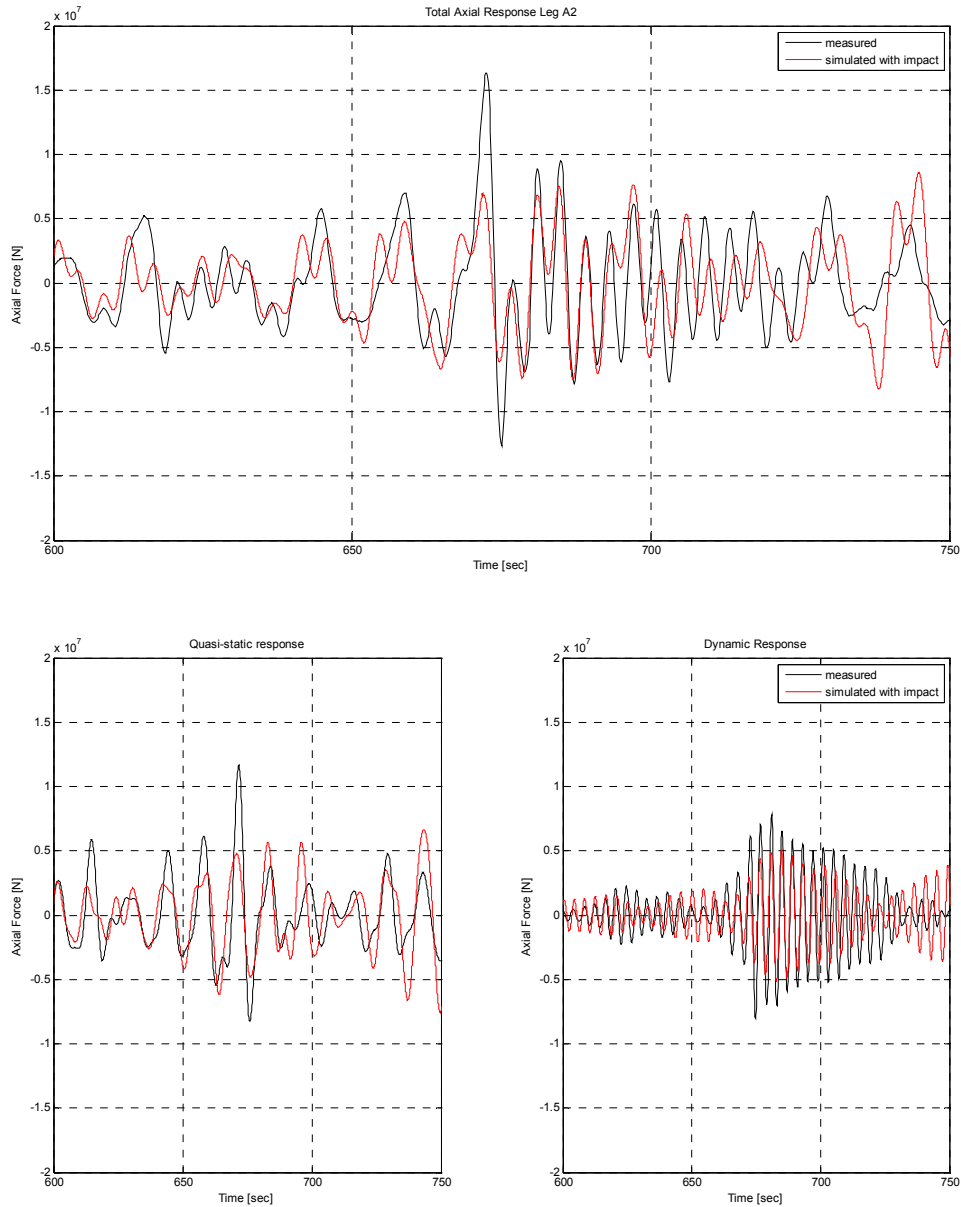 Total Axial Response Leg A2
x 10^7
measured
simulated with impact
2
1.5
1
0.5
0
-0.5
-1
-1.5
-2
Axial Force [N]
600 650 700 750
Time [sec]
Quasi-static response
x 10^7
2
1.5
1
0.5
0
-0.5
-1
-1.5
-2
Axial Force [N]
600 650 700 750
Time [sec]
Dynamic Response
x 10^7
measured
simulated with impact
2
1.5
1
0.5
0
-0.5
-1
-1.5
-2
Axial Force [N]
600 650 700 750
Time [sec]